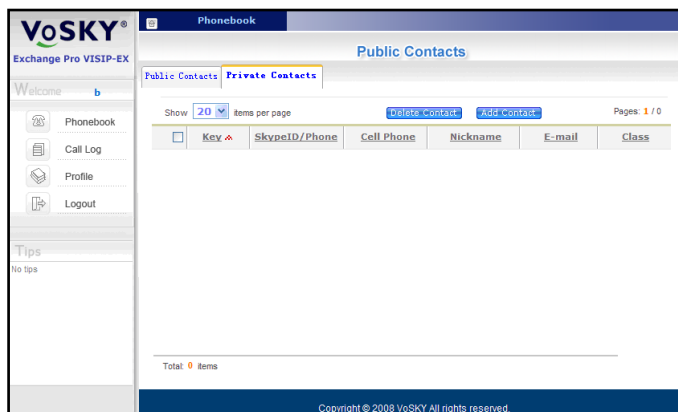 VoSKY®
Exchange Pro VISIP-EX
Welcome b
Phonebook
Call Log
Profile
Logout
Tips
No tips
Phonebook
Public Contacts
Public Contacts Private Contacts
Show 20 items per page Delete Contact Add Contact Pages: 1 / 0
Key SkypeID/Phone Cell Phone Nickname E-mail Class
Total: 0 items
Copyright © 2008 VoSKY All rights reserved.